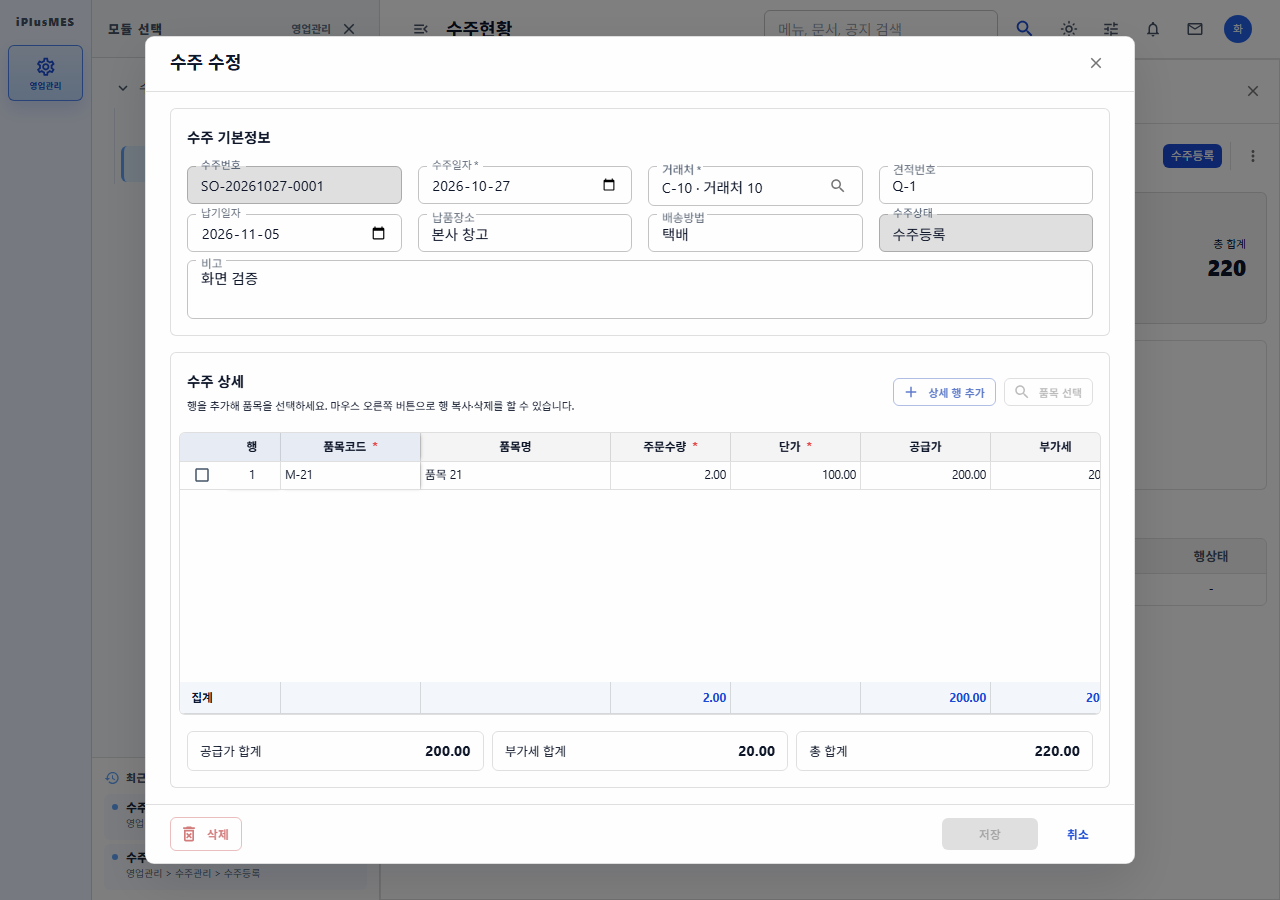 iPlusMES
영업관리
모듈 선택
영업관리
수주현황
메뉴, 문서, 공지 검색
화
수주등록
총 합계
220
행상태
-
최근
영업관리 > 수주관리 > 수주등록
수주 수정
수주 기본정보
수주번호
SO-20261027-0001
수주일자 *
2026-10-27
거래처 *
C-10 · 거래처 10
견적번호
Q-1
납기일자
2026-11-05
납품장소
본사 창고
배송방법
택배
수주상태
수주등록
비고
화면 검증
수주 상세
행을 추가해 품목을 선택하세요. 마우스 오른쪽 버튼으로 행 복사·삭제를 할 수 있습니다.
상세 행 추가
품목 선택
행 품목코드 * 품목명 주문수량 * 단가 * 공급가 부가세
1 M-21 품목 21 2.00 100.00 200.00 20
집계 2.00 200.00 20
공급가 합계 200.00
부가세 합계 20.00
총 합계 220.00
삭제
저장
취소